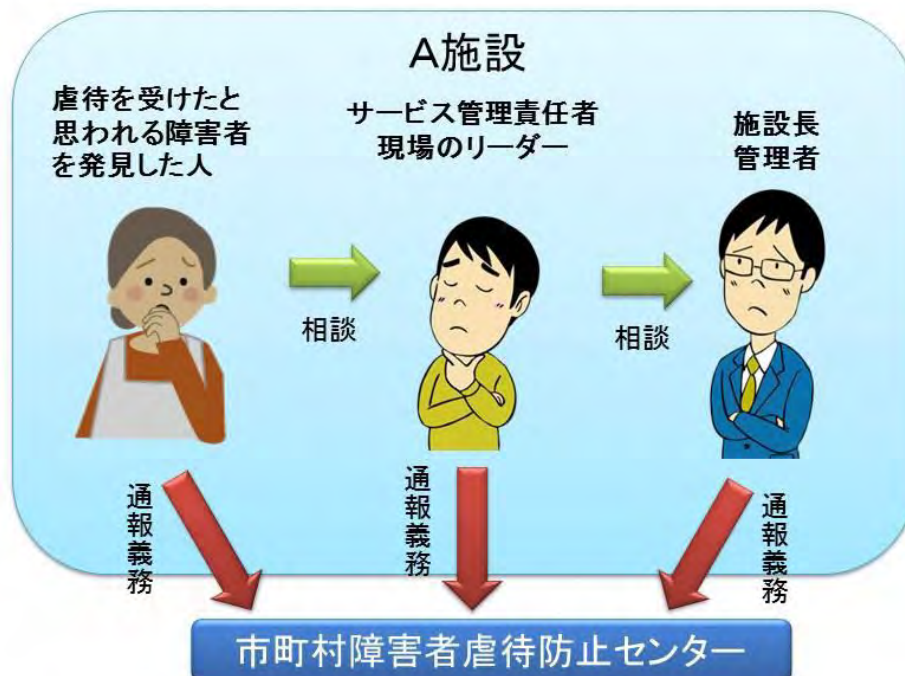 A施設
虐待を受けたと
思われる障害者
を発見した人
サービス管理責任者
現場のリーダー
施設長
管理者
相談
相談
通報義務
通報義務
通報義務
市町村障害者虐待防止センター